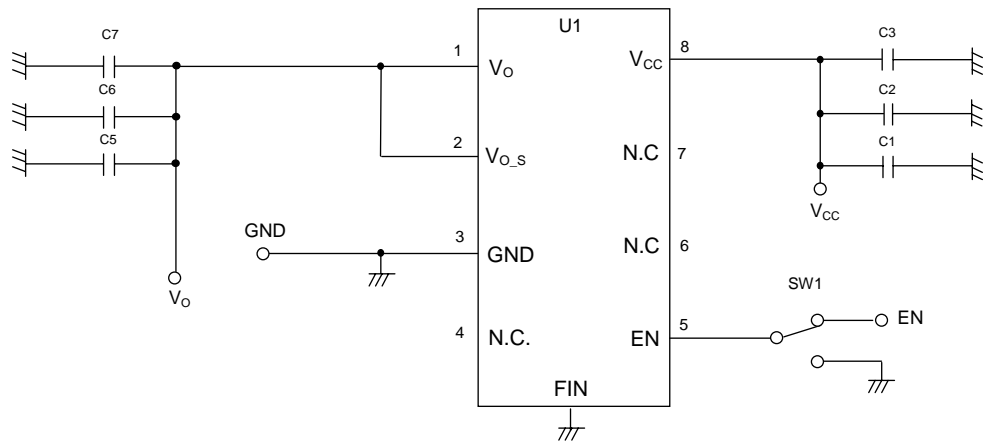 C7
C6
C5
VO
GND
U1
1
VO
2
VO_S
3
GND
4
N.C.
FIN
8
VCC
N.C
7
N.C
6
EN
5
C3
C2
C1
VCC
SW1
EN